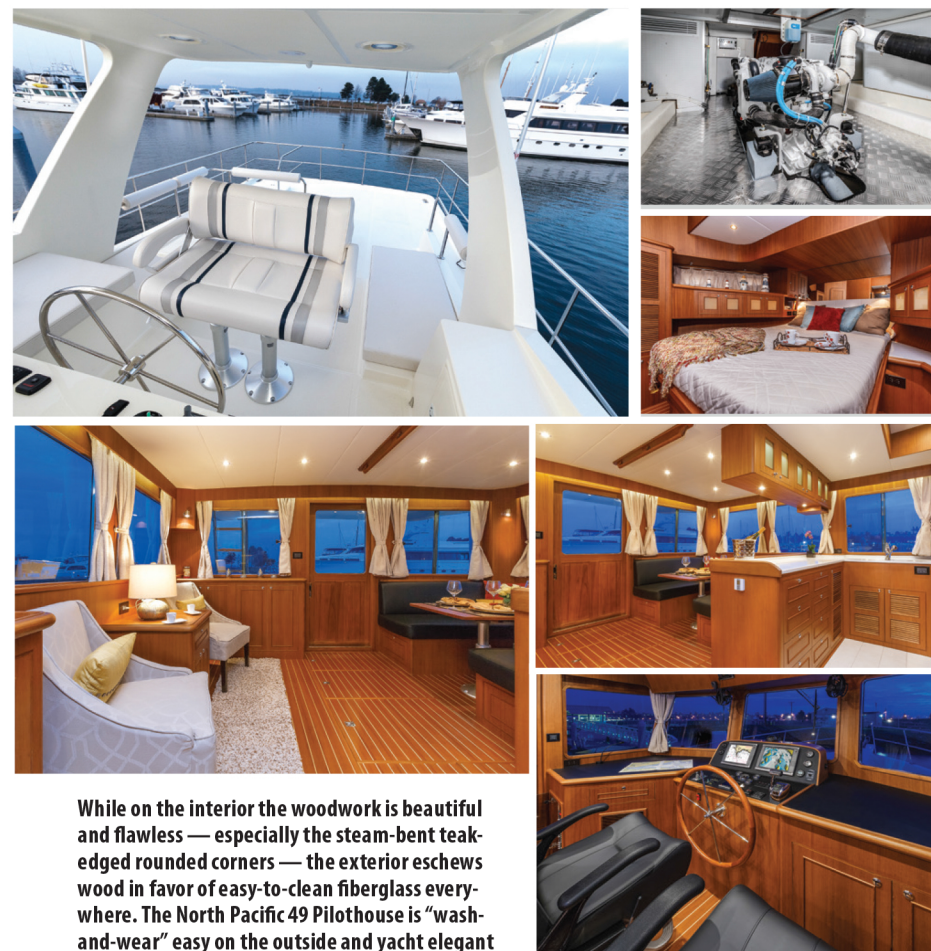 While on the interior the woodwork is beautiful
and flawless — especially the steam-bent teak-
edged rounded corners — the exterior eschews
wood in favor of easy-to-clean fiberglass every-
where. The North Pacific 49 Pilothouse is “wash-
and-wear” easy on the outside and yacht elegant